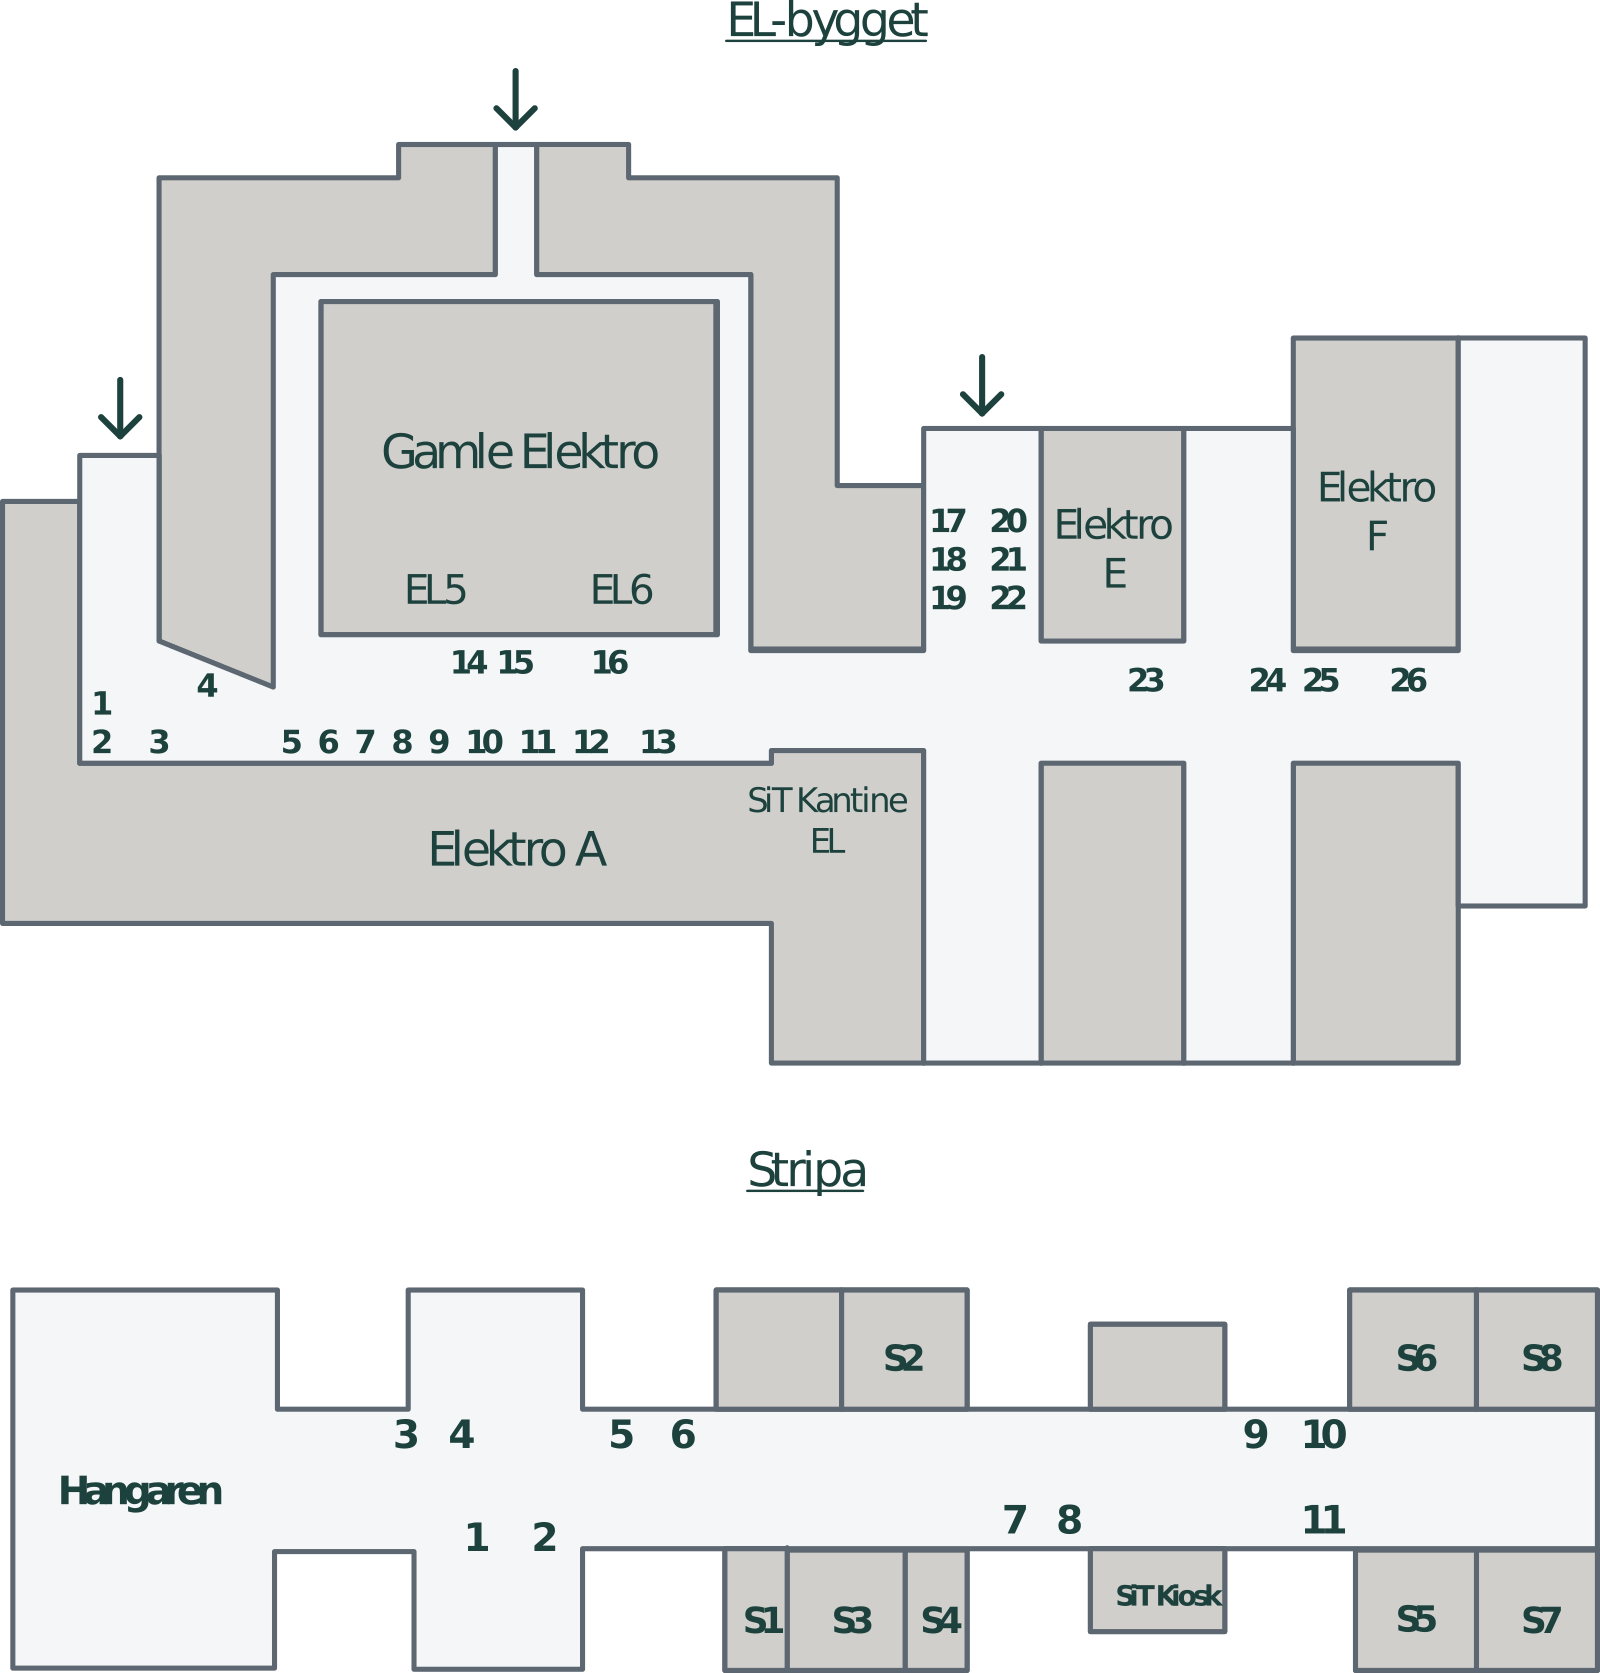 EL-bygget
Gamle Elektro
EL5 EL6
Elektro
E
Elektro
F
17 20
18 21
19 22
14 15 16
23 24 25 26
4
1
2 3 5 6 7 8 9 10 11 12 13
SiT Kantine
EL
Elektro A
Stripa
S2 S6 S8
3 4 5 6 9 10
Hangaren
1 2 7 8 11
SiT Kiosk
S1 S3 S4 S5 S7